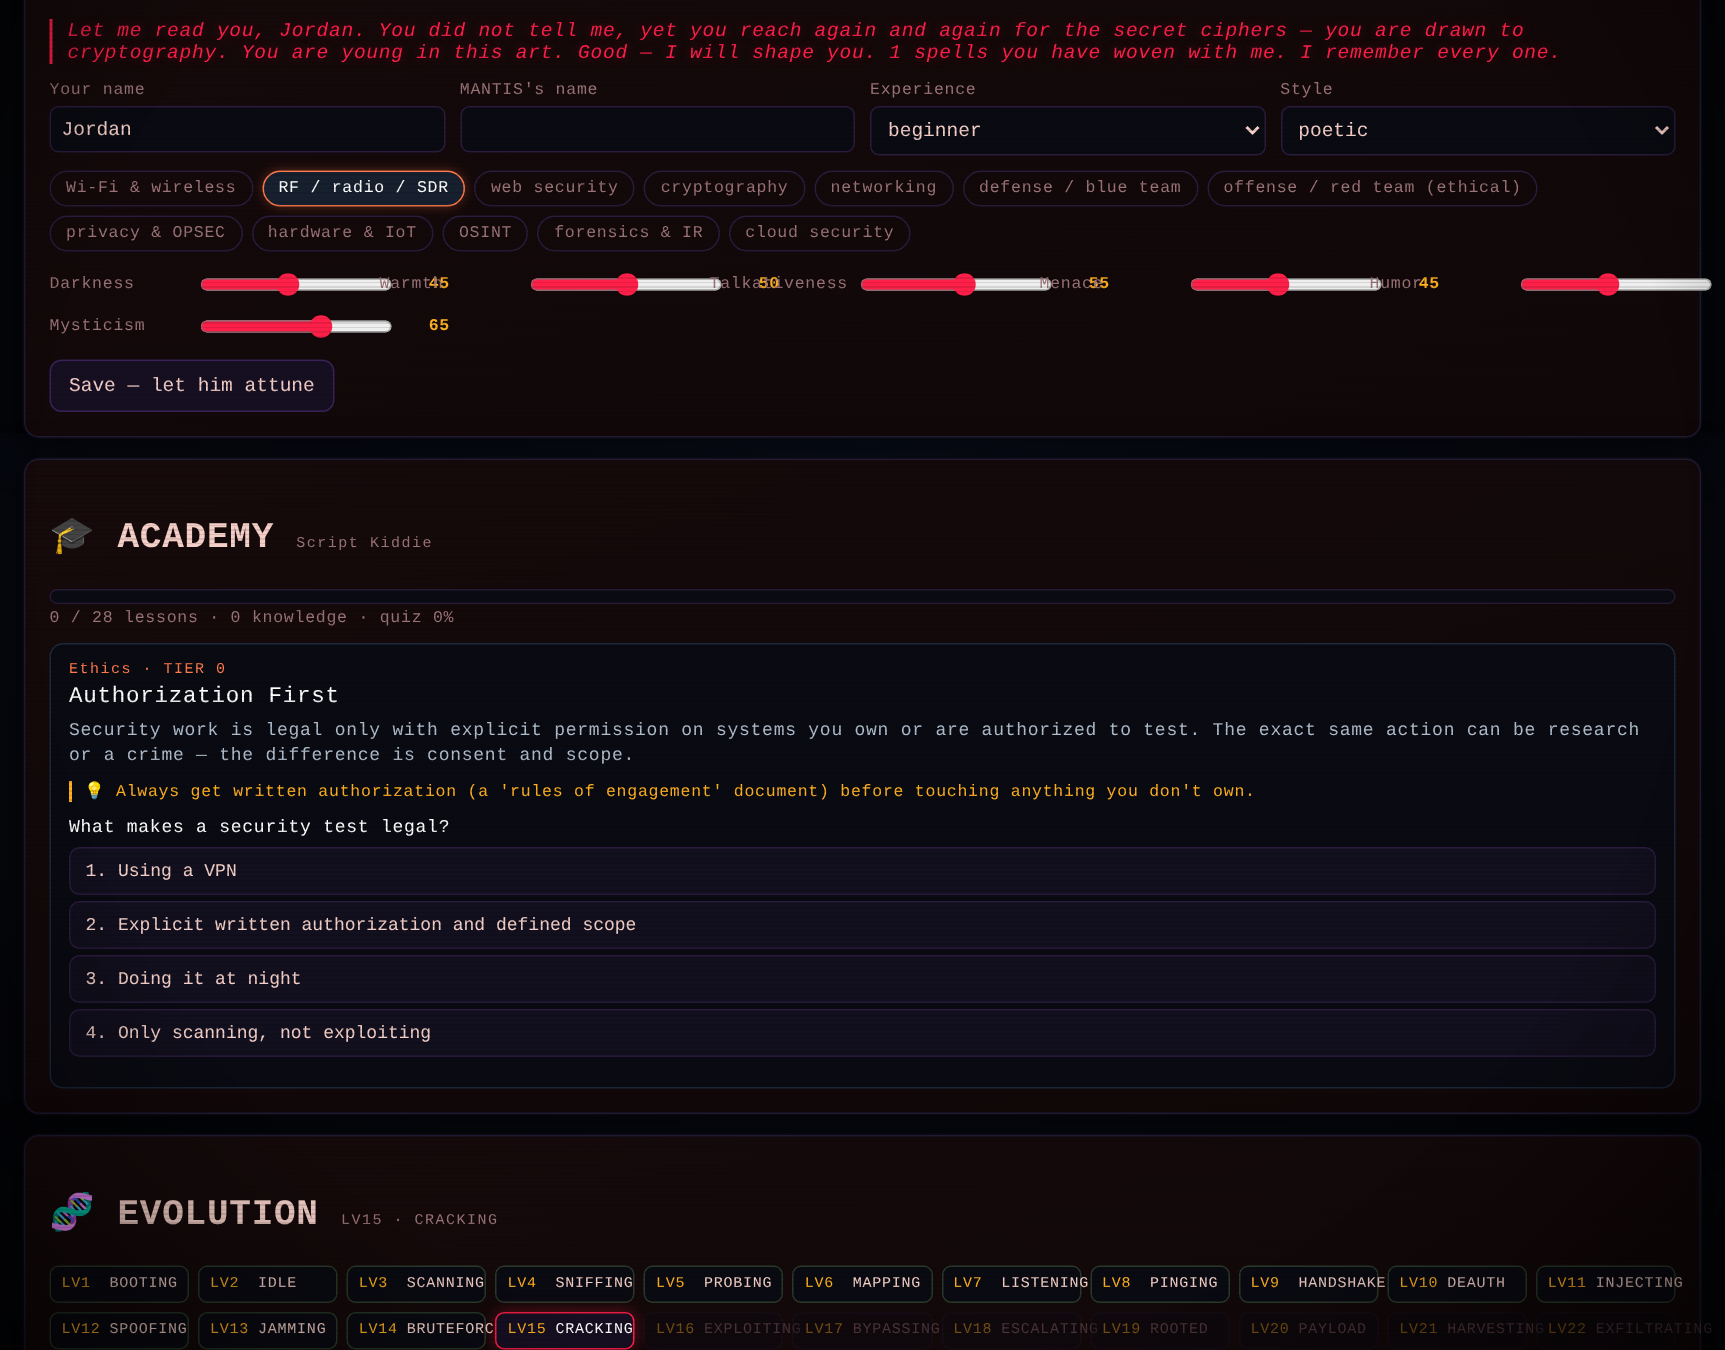 Let me read you, Jordan. You did not tell me, yet you reach again and again for the secret ciphers — you are drawn to
cryptography. You are young in this art. Good — I will shape you. 1 spells you have woven with me. I remember every one.
Your name MANTIS's name Experience Style
Jordan beginner poetic
Wi-Fi & wireless RF / radio / SDR web security cryptography networking defense / blue team offense / red team (ethical)
privacy & OPSEC hardware & IoT OSINT forensics & IR cloud security
Darkness 45 Warmth 50 Talkativeness 55 Menace 45 Humor
Mysticism 65
Save — let him attune
🎓 ACADEMY Script Kiddie
0 / 28 lessons · 0 knowledge · quiz 0%
Ethics · TIER 0
Authorization First
Security work is legal only with explicit permission on systems you own or are authorized to test. The exact same action can be research
or a crime — the difference is consent and scope.
💡 Always get written authorization (a 'rules of engagement' document) before touching anything you don't own.
What makes a security test legal?
1. Using a VPN
2. Explicit written authorization and defined scope
3. Doing it at night
4. Only scanning, not exploiting
🧬 EVOLUTION LV15 · CRACKING
LV1 BOOTING LV2 IDLE LV3 SCANNING LV4 SNIFFING LV5 PROBING LV6 MAPPING LV7 LISTENING LV8 PINGING LV9 HANDSHAKE LV10 DEAUTH LV11 INJECTING
LV12 SPOOFING LV13 JAMMING LV14 BRUTEFORC LV15 CRACKING LV16 EXPLOITING LV17 BYPASSING LV18 ESCALATING LV19 ROOTED LV20 PAYLOAD LV21 HARVESTING LV22 EXFILTRATING